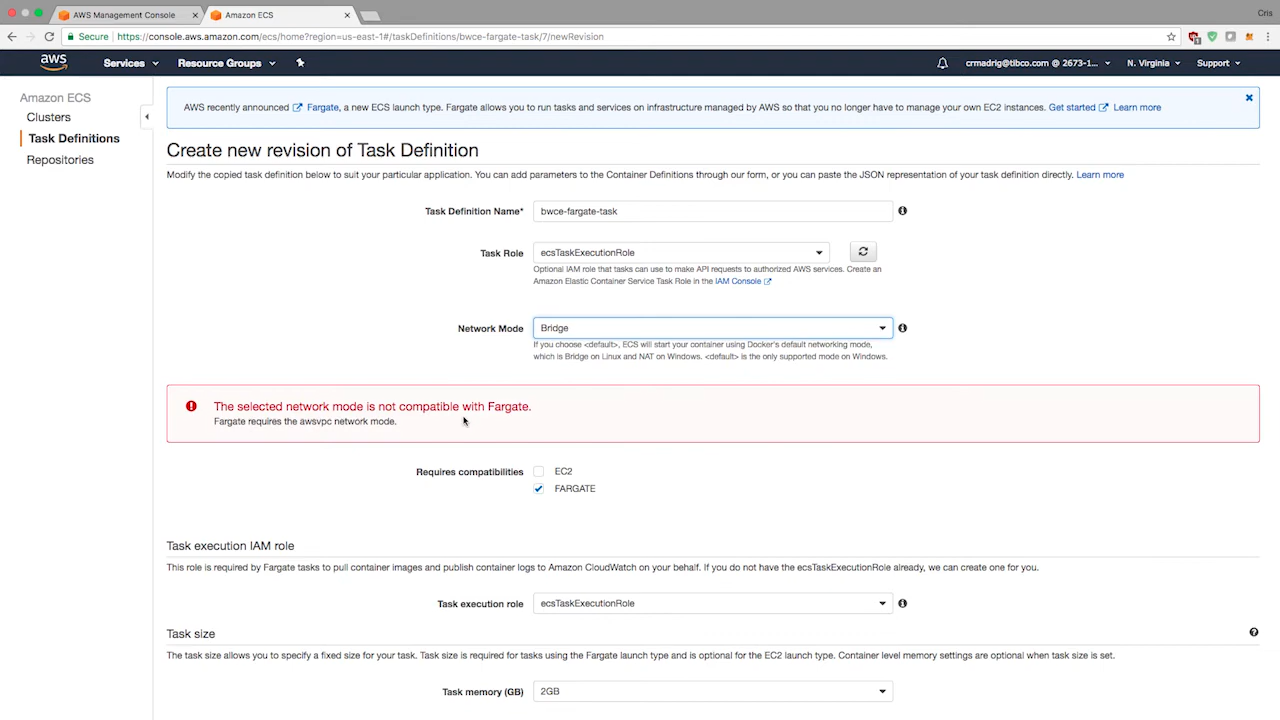 AWS Management Console
Amazon ECS
Cris
Secure
https://console.aws.amazon.com/ecs/home?region=us-east-1#/taskDefinitions/bwce-fargate-task/7/newRevision
aws
Services
Resource Groups
crmadrig@tibco.com @ 2673-1...
N. Virginia
Support
Amazon ECS
Clusters
Task Definitions
Repositories
AWS recently announced Fargate, a new ECS launch type. Fargate allows you to run tasks and services on infrastructure managed by AWS so that you no longer have to manage your own EC2 instances. Get started Learn more
Create new revision of Task Definition
Modify the copied task definition below to suit your particular application. You can add parameters to the Container Definitions through our form, or you can paste the JSON representation of your task definition directly. Learn more
Task Definition Name* bwce-fargate-task
Task Role ecsTaskExecutionRole
Optional IAM role that tasks can use to make API requests to authorized AWS services. Create an
Amazon Elastic Container Service Task Role in the IAM Console
Network Mode Bridge
If you choose <default>, ECS will start your container using Docker's default networking mode,
which is Bridge on Linux and NAT on Windows. <default> is the only supported mode on Windows.
The selected network mode is not compatible with Fargate.
Fargate requires the awsvpc network mode.
Requires compatibilities EC2
FARGATE
Task execution IAM role
This role is required by Fargate tasks to pull container images and publish container logs to Amazon CloudWatch on your behalf. If you do not have the ecsTaskExecutionRole already, we can create one for you.
Task execution role ecsTaskExecutionRole
Task size
The task size allows you to specify a fixed size for your task. Task size is required for tasks using the Fargate launch type and is optional for the EC2 launch type. Container level memory settings are optional when task size is set.
Task memory (GB) 2GB